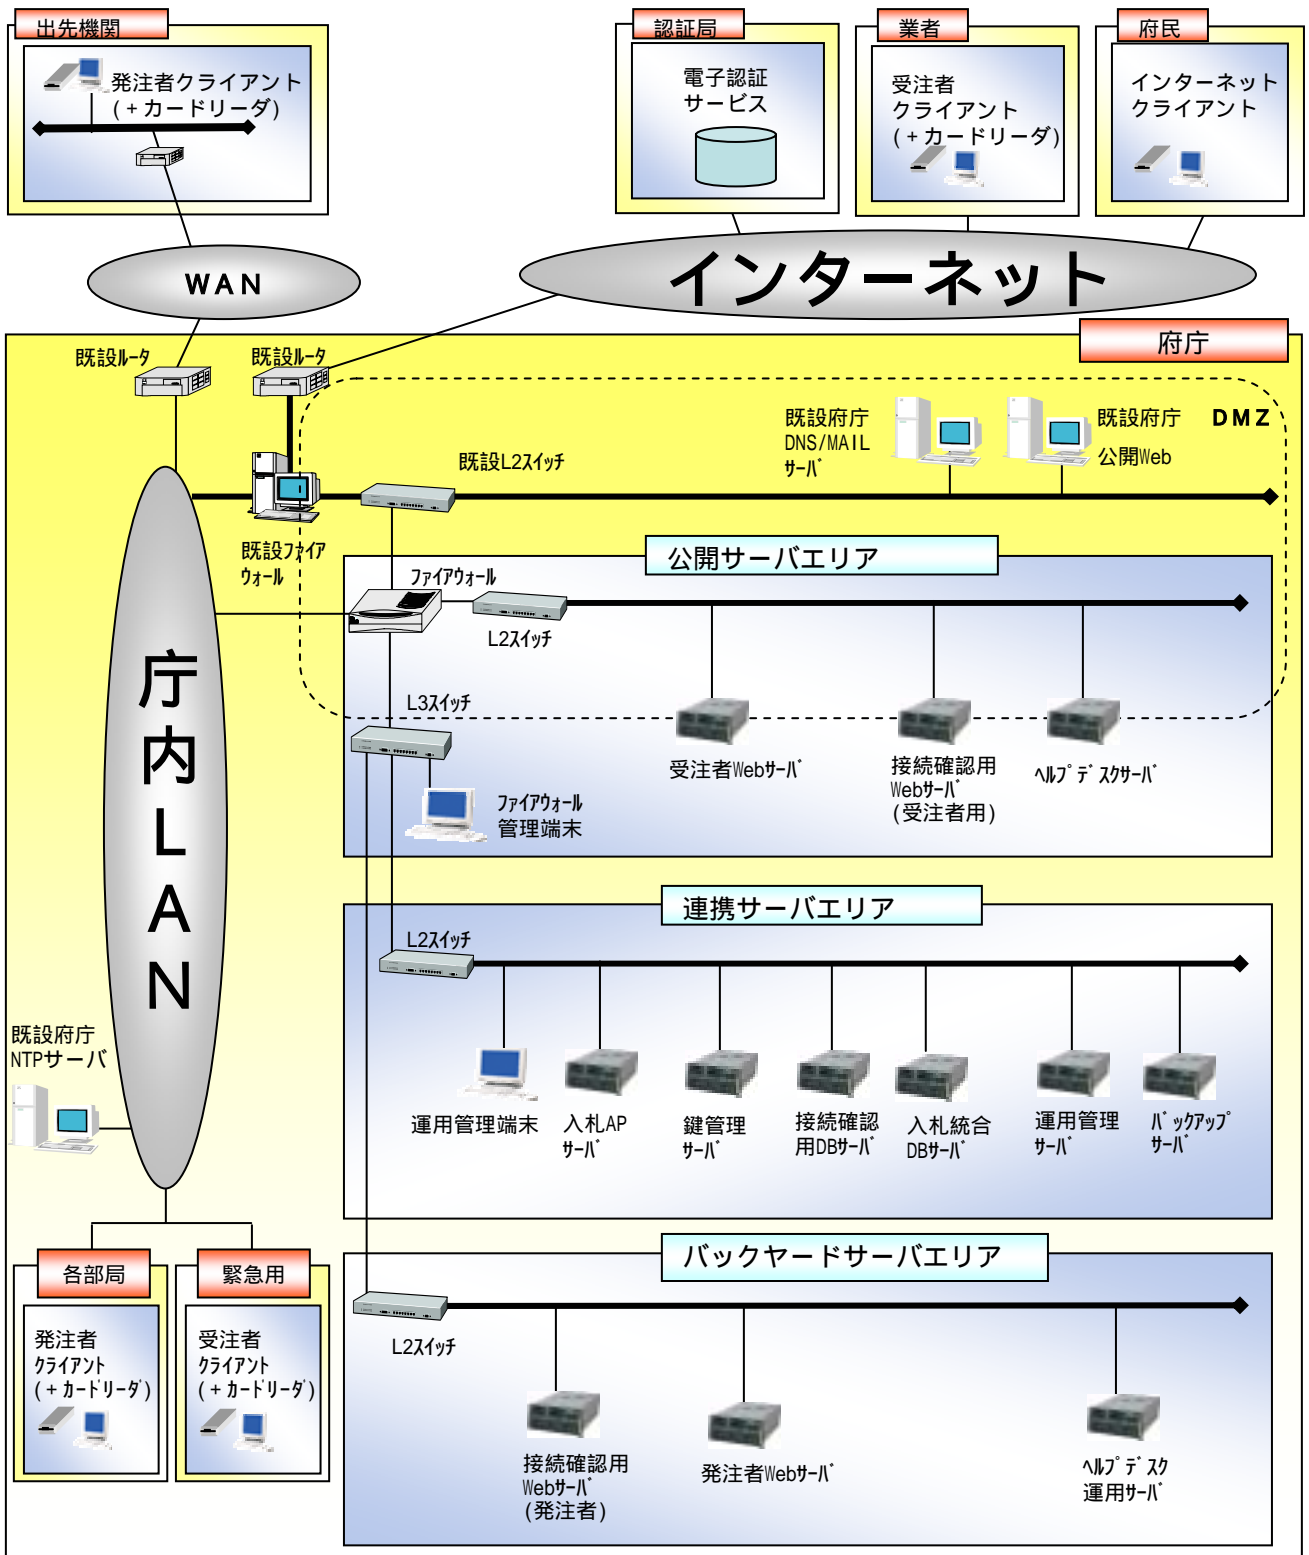 出先機関
発注者クライアント
(+カードリーダ)
認証局
電子認証
サービス
業者
受注者
クライアント
(+カードリーダ)
府民
インターネット
クライアント
WAN
インターネット
府庁
既設ルータ
既設ルータ
既設府庁
DNS/MAIL
サーバ
既設府庁
公開Web
DMZ
既設L2スイッチ
既設ファイア
ウォール
公開サーバエリア
ファイアウォール
L2スイッチ
L3スイッチ
ファイアウォール
管理端末
受注者Webサーバ
接続確認用
Webサーバ
(受注者用)
ヘルプデスクサーバ
庁内LAN
連携サーバエリア
L2スイッチ
既設府庁
NTPサーバ
運用管理端末
入札AP
サーバ
鍵管理
サーバ
接続確認
用DBサーバ
入札統合
DBサーバ
運用管理
サーバ
バックアップ
サーバ
各部局
発注者
クライアント
(+カードリーダ)
緊急用
受注者
クライアント
(+カードリーダ)
バックヤードサーバエリア
L2スイッチ
接続確認用
Webサーバ
(発注者)
発注者Webサーバ
ヘルプデスク
運用サーバ